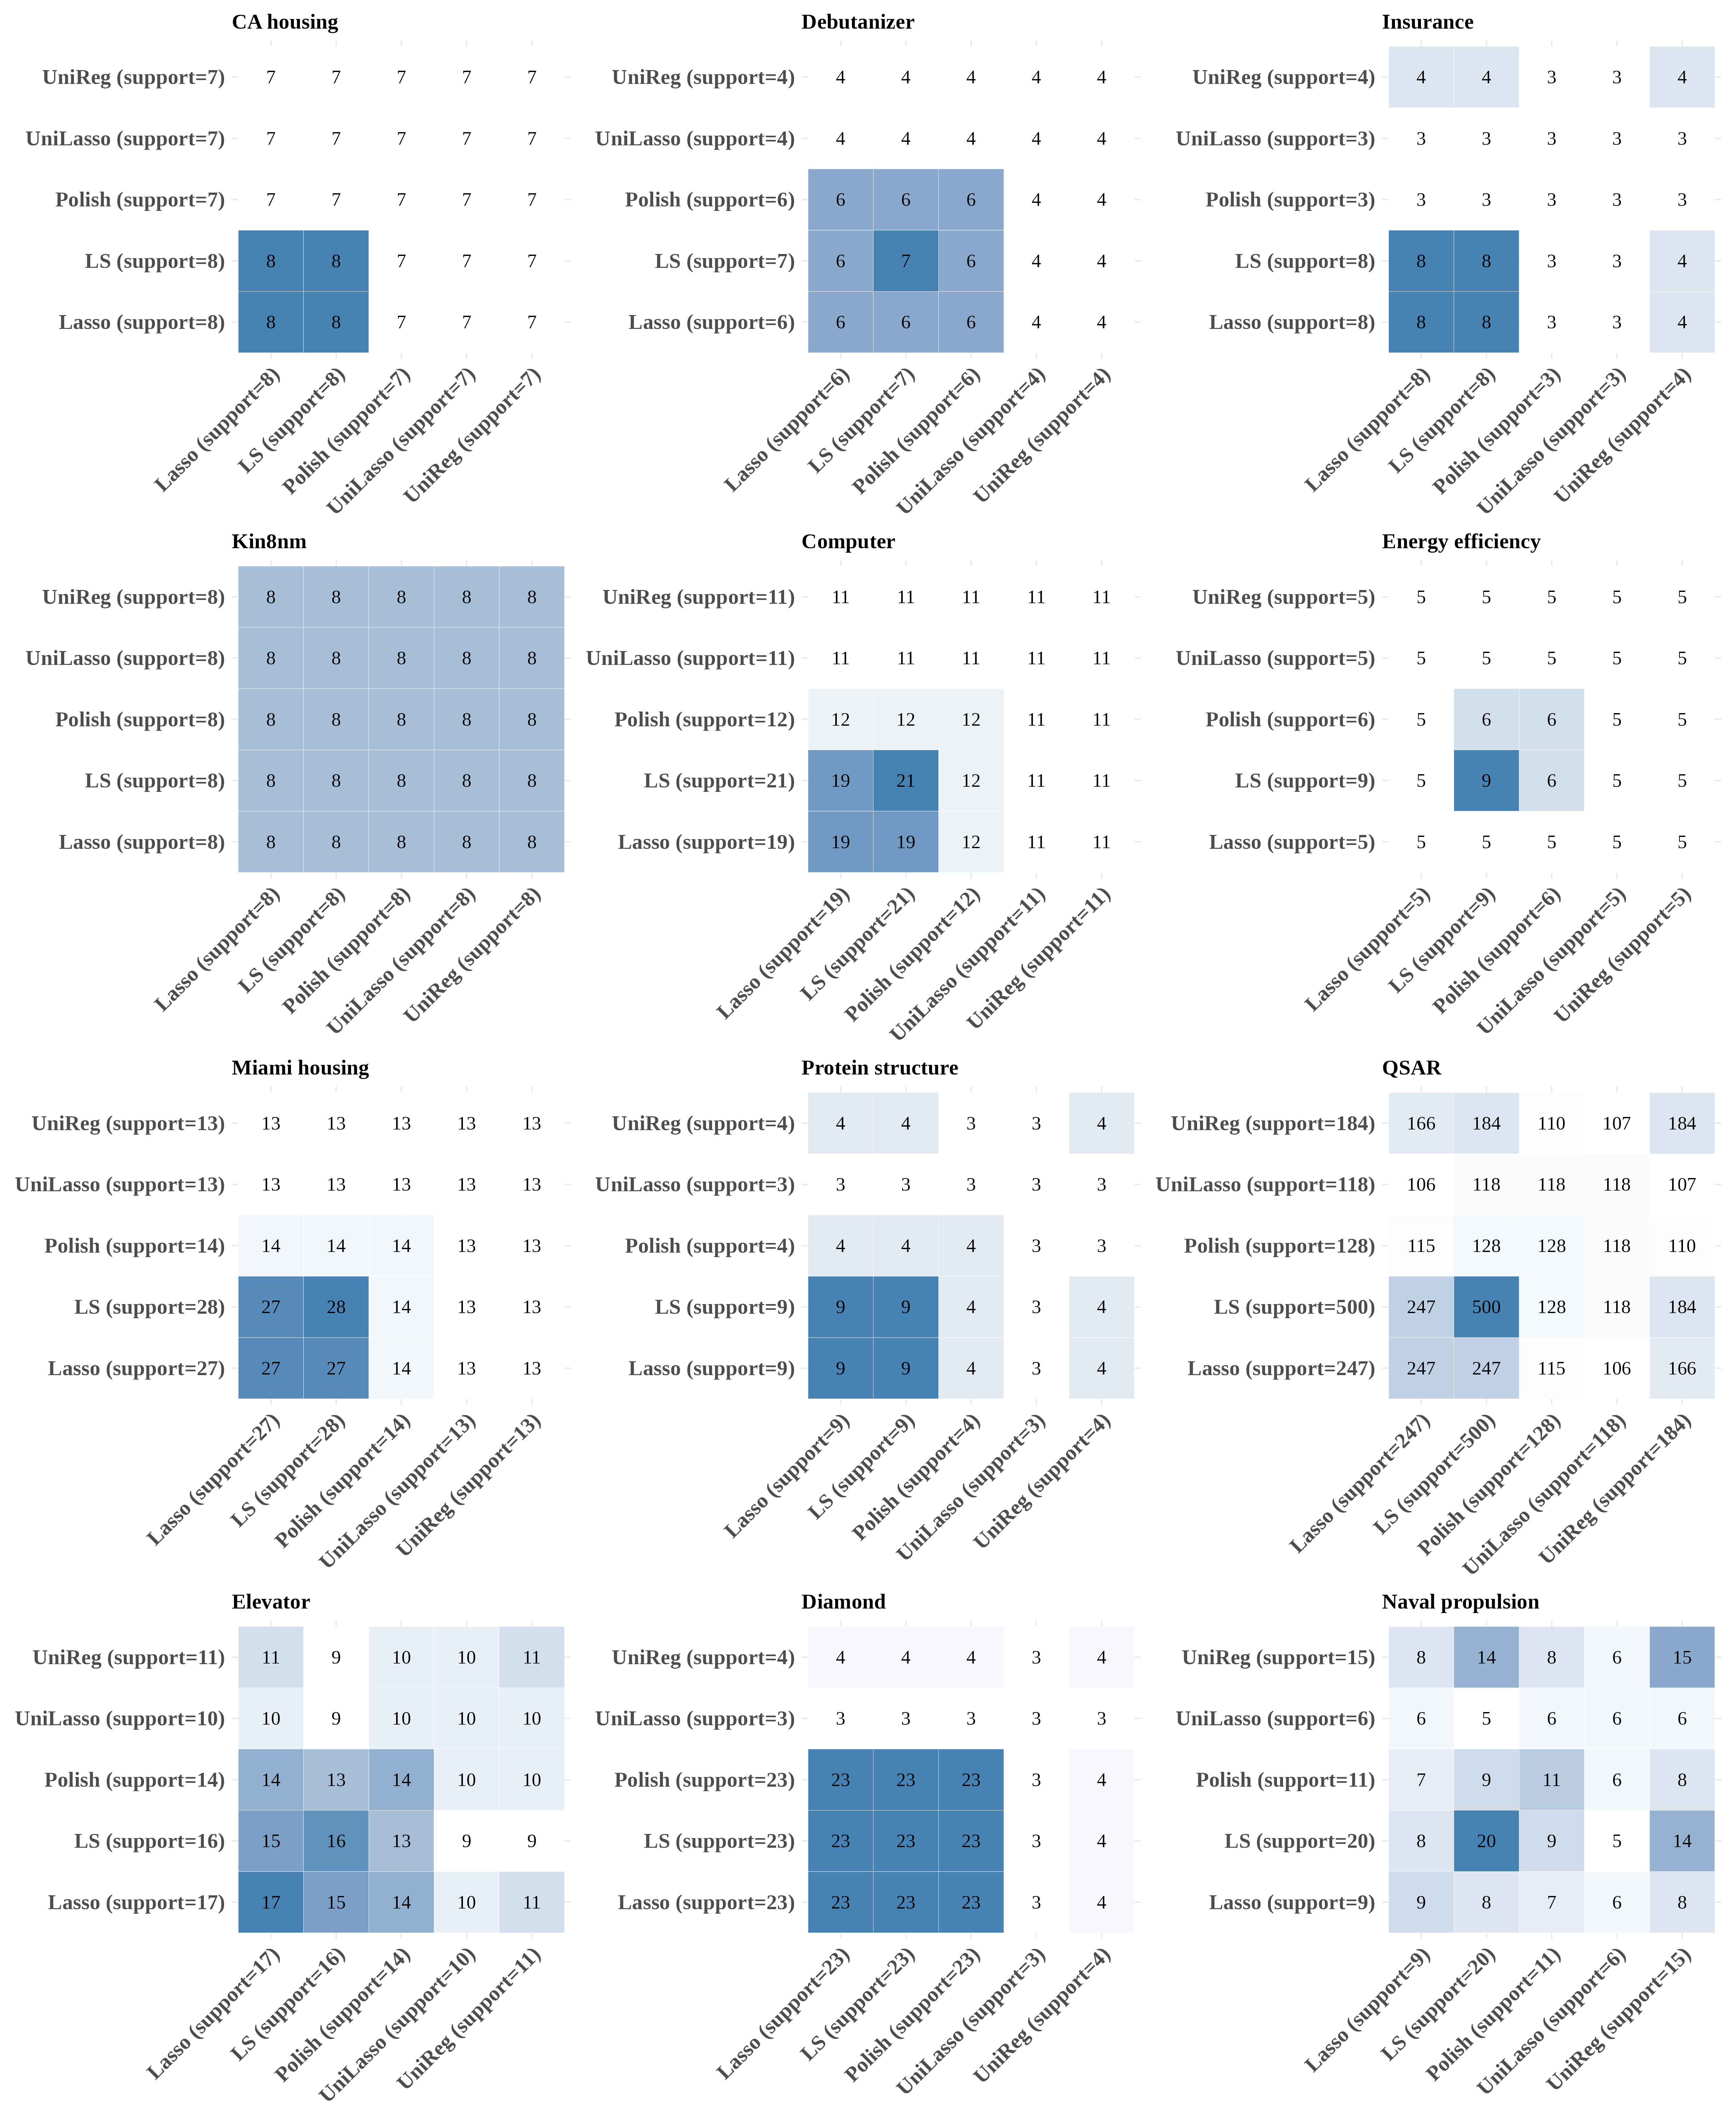 CA housing
UniReg (support=7) 7 7 7 7 7
UniLasso (support=7) 7 7 7 7 7
Polish (support=7) 7 7 7 7 7
LS (support=8) 8 8 7 7 7
Lasso (support=8) 8 8 7 7 7
Lasso (support=8)
LS (support=8)
Polish (support=7)
UniLasso (support=7)
UniReg (support=7)
Debutanizer
UniReg (support=4) 4 4 4 4 4
UniLasso (support=4) 4 4 4 4 4
Polish (support=6) 6 6 6 4 4
LS (support=7) 6 7 6 4 4
Lasso (support=6) 6 6 6 4 4
Lasso (support=6)
LS (support=7)
Polish (support=6)
UniLasso (support=4)
UniReg (support=4)
Insurance
UniReg (support=4) 4 4 3 3 4
UniLasso (support=3) 3 3 3 3 3
Polish (support=3) 3 3 3 3 3
LS (support=8) 8 8 3 3 4
Lasso (support=8) 8 8 3 3 4
Lasso (support=8)
LS (support=8)
Polish (support=3)
UniLasso (support=3)
UniReg (support=4)
Kin8nm
UniReg (support=8) 8 8 8 8 8
UniLasso (support=8) 8 8 8 8 8
Polish (support=8) 8 8 8 8 8
LS (support=8) 8 8 8 8 8
Lasso (support=8) 8 8 8 8 8
Lasso (support=8)
LS (support=8)
Polish (support=8)
UniLasso (support=8)
UniReg (support=8)
Computer
UniReg (support=11) 11 11 11 11 11
UniLasso (support=11) 11 11 11 11 11
Polish (support=12) 12 12 12 11 11
LS (support=21) 19 21 12 11 11
Lasso (support=19) 19 19 12 11 11
Lasso (support=19)
LS (support=21)
Polish (support=12)
UniLasso (support=11)
UniReg (support=11)
Energy efficiency
UniReg (support=5) 5 5 5 5 5
UniLasso (support=5) 5 5 5 5 5
Polish (support=6) 5 6 6 5 5
LS (support=9) 5 9 6 5 5
Lasso (support=5) 5 5 5 5 5
Lasso (support=5)
LS (support=9)
Polish (support=6)
UniLasso (support=5)
UniReg (support=5)
Miami housing
UniReg (support=13) 13 13 13 13 13
UniLasso (support=13) 13 13 13 13 13
Polish (support=14) 14 14 14 13 13
LS (support=28) 27 28 14 13 13
Lasso (support=27) 27 27 14 13 13
Lasso (support=27)
LS (support=28)
Polish (support=14)
UniLasso (support=13)
UniReg (support=13)
Protein structure
UniReg (support=4) 4 4 3 3 4
UniLasso (support=3) 3 3 3 3 3
Polish (support=4) 4 4 4 3 3
LS (support=9) 9 9 4 3 4
Lasso (support=9) 9 9 4 3 4
Lasso (support=9)
LS (support=9)
Polish (support=4)
UniLasso (support=3)
UniReg (support=4)
QSAR
UniReg (support=184) 166 184 110 107 184
UniLasso (support=118) 106 118 118 118 107
Polish (support=128) 115 128 128 118 110
LS (support=500) 247 500 128 118 184
Lasso (support=247) 247 247 115 106 166
Lasso (support=247)
LS (support=500)
Polish (support=128)
UniLasso (support=118)
UniReg (support=184)
Elevator
UniReg (support=11) 11 9 10 10 11
UniLasso (support=10) 10 9 10 10 10
Polish (support=14) 14 13 14 10 10
LS (support=16) 15 16 13 9 9
Lasso (support=17) 17 15 14 10 11
Lasso (support=17)
LS (support=16)
Polish (support=14)
UniLasso (support=10)
UniReg (support=11)
Diamond
UniReg (support=4) 4 4 4 3 4
UniLasso (support=3) 3 3 3 3 3
Polish (support=23) 23 23 23 3 4
LS (support=23) 23 23 23 3 4
Lasso (support=23) 23 23 23 3 4
Lasso (support=23)
LS (support=23)
Polish (support=23)
UniLasso (support=3)
UniReg (support=4)
Naval propulsion
UniReg (support=15) 8 14 8 6 15
UniLasso (support=6) 6 5 6 6 6
Polish (support=11) 7 9 11 6 8
LS (support=20) 8 20 9 5 14
Lasso (support=9) 9 8 7 6 8
Lasso (support=9)
LS (support=20)
Polish (support=11)
UniLasso (support=6)
UniReg (support=15)